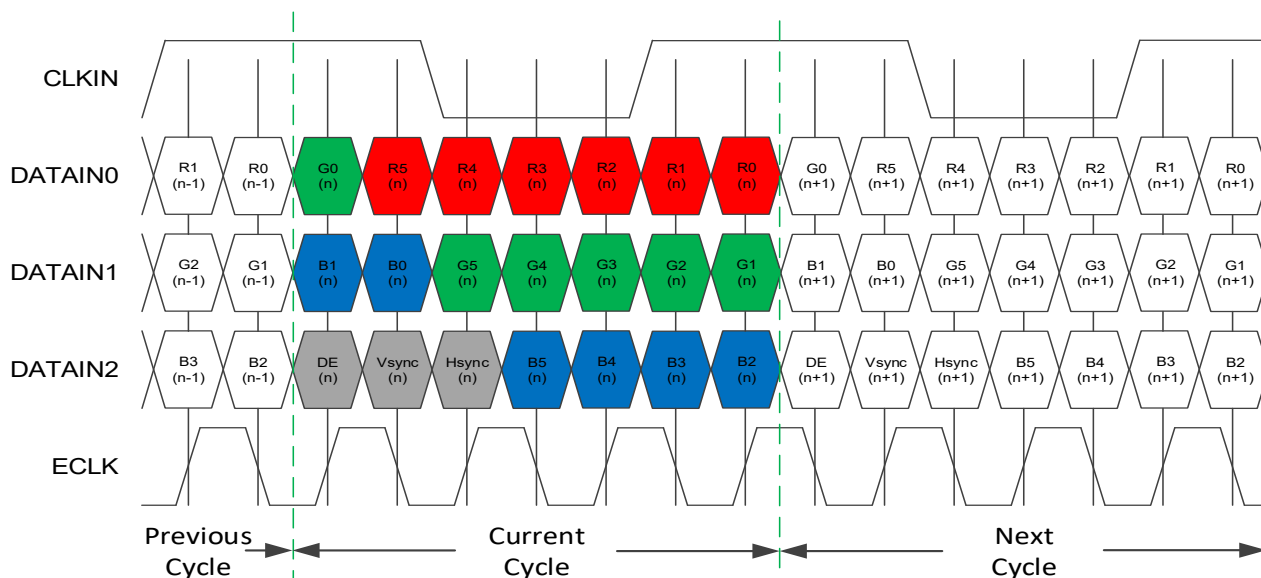 CLKIN
DATAIN0
R1 R0 G0 R5 R4 R3 R2 R1 R0 G0 R5 R4 R3 R2 R1 R0
(n-1) (n-1) (n) (n) (n) (n) (n) (n) (n) (n+1) (n+1) (n+1) (n+1) (n+1) (n+1) (n+1)
DATAIN1
G2 G1 B1 B0 G5 G4 G3 G2 G1 B1 B0 G5 G4 G3 G2 G1
(n-1) (n-1) (n) (n) (n) (n) (n) (n) (n) (n+1) (n+1) (n+1) (n+1) (n+1) (n+1) (n+1)
DATAIN2
B3 B2 DE Vsync Hsync B5 B4 B3 B2 DE Vsync Hsync B5 B4 B3 B2
(n-1) (n-1) (n) (n) (n) (n) (n) (n) (n) (n+1) (n+1) (n+1) (n+1) (n+1) (n+1) (n+1)
ECLK
Previous
Cycle
Current
Cycle
Next
Cycle